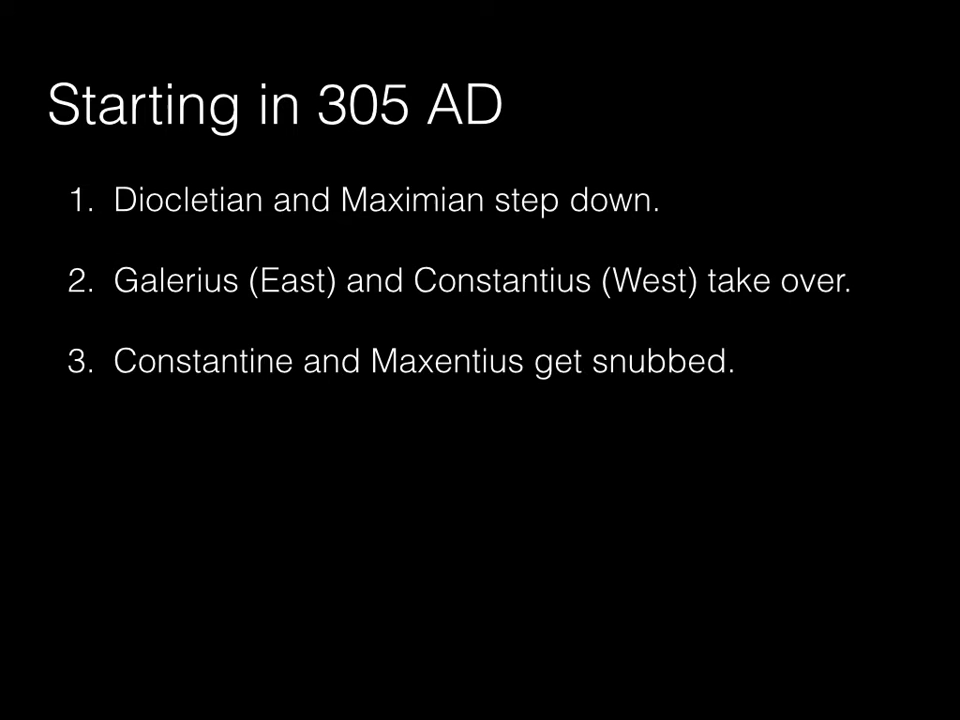 Starting in 305 AD
1. Diocletian and Maximian step down.
2. Galerius (East) and Constantius (West) take over.
3. Constantine and Maxentius get snubbed.